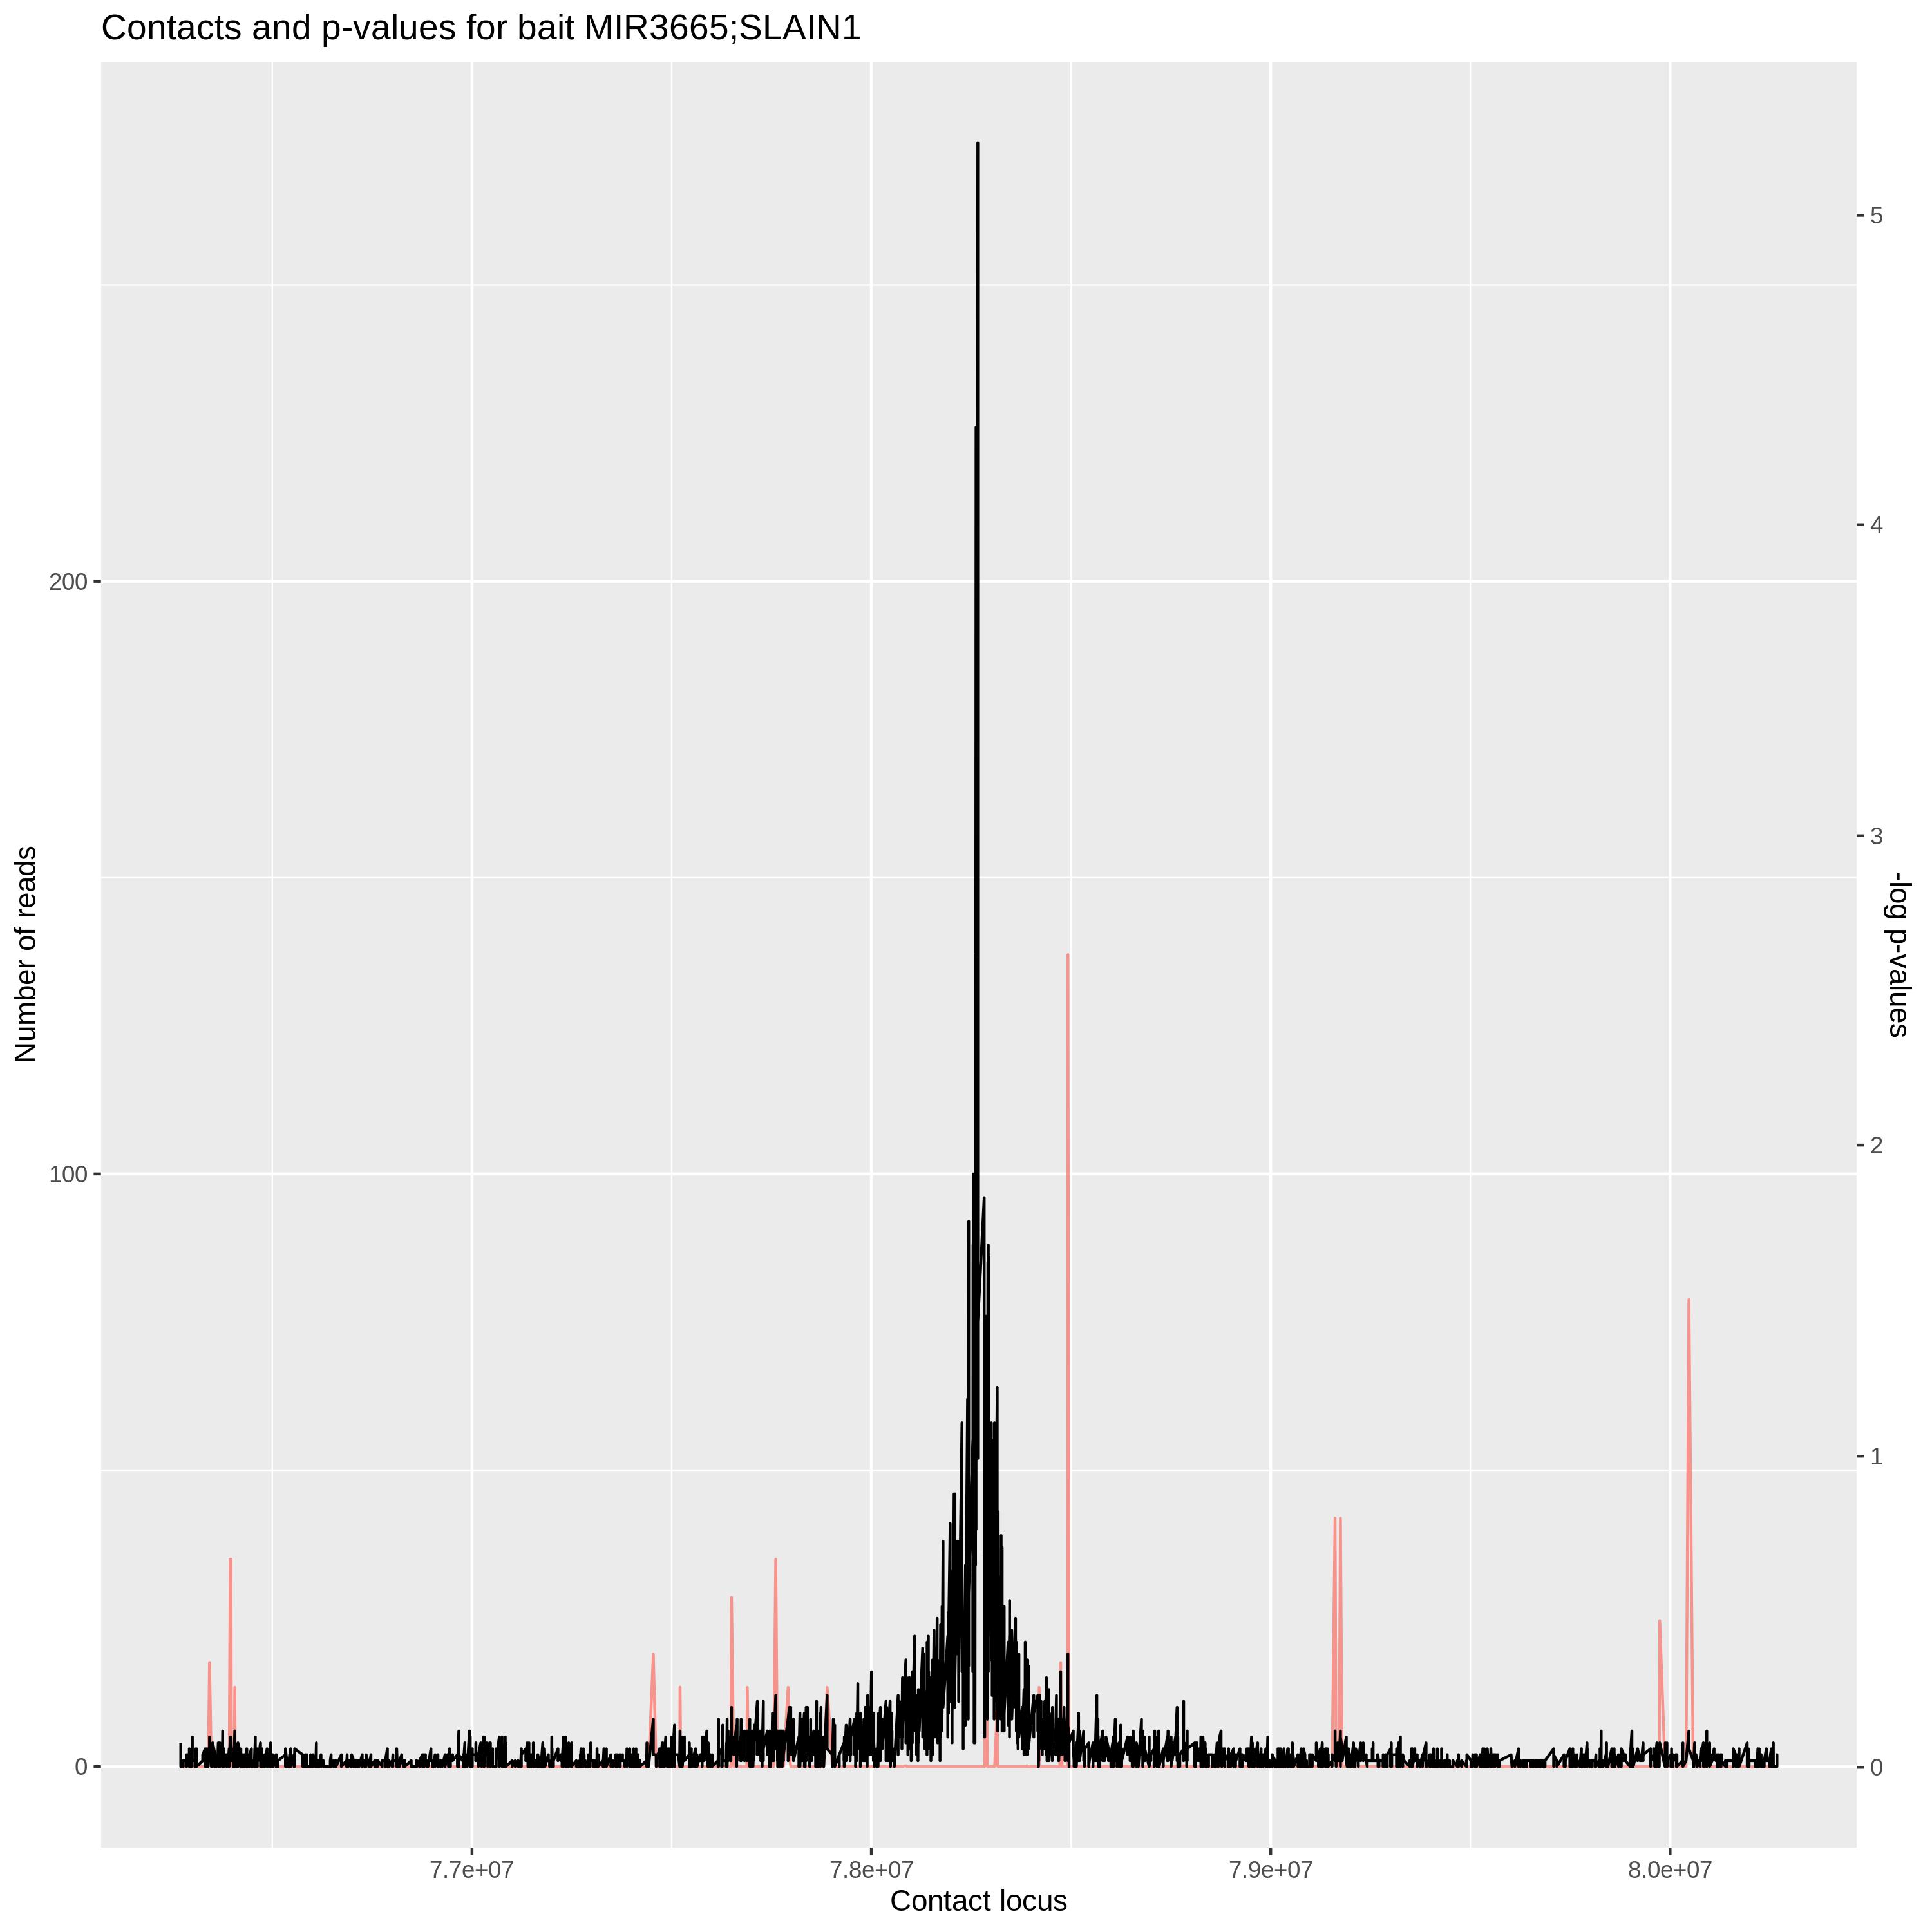 Contacts and p-values for bait MIR3665;SLAIN1
Number of reads
200
100
0
5
4
3
2
1
0
-log p-values
7.7e+07 7.8e+07 7.9e+07 8.0e+07
Contact locus